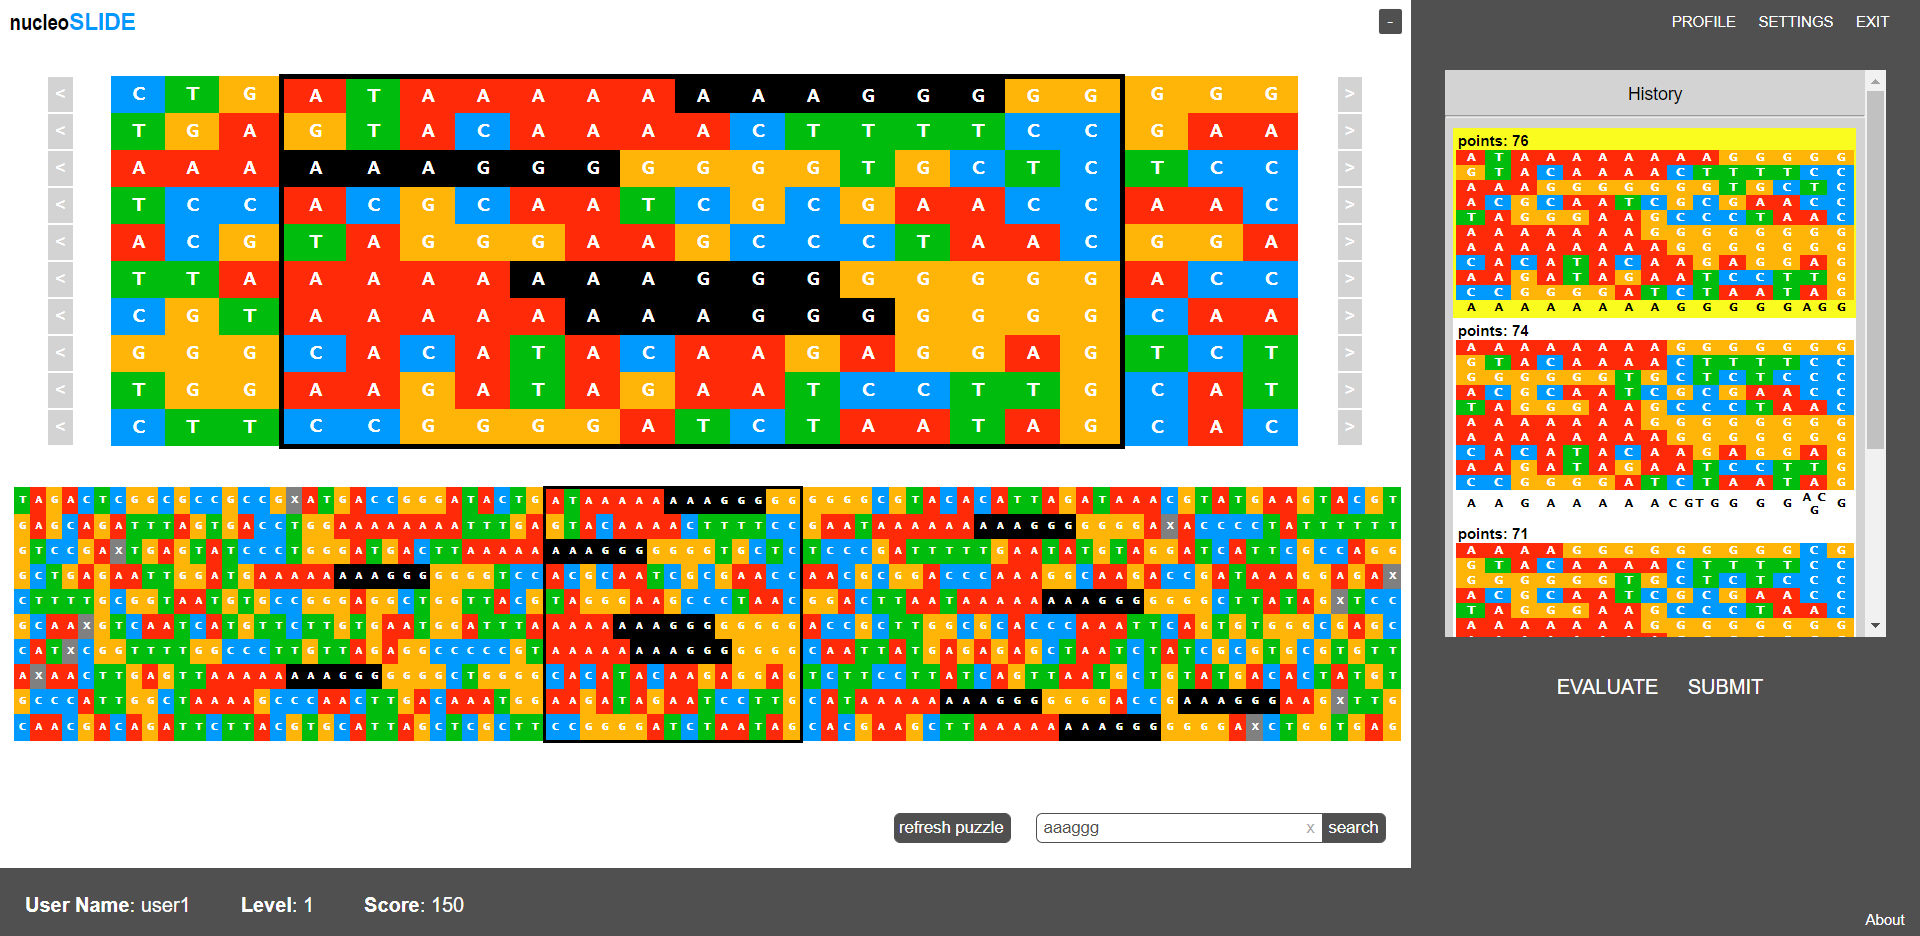 nucleoSLIDE
-
PROFILE SETTINGS EXIT
< C T G A T A A A A A A A A G G G G G G G G >
< T G A G T A C A A A A C T T T T C C G A A >
< A A A A A A G G G G G G G T G C T C T C C >
< T C C A C G C A A T C G C G A A C C A A C >
< A C G T A G G G A A G C C C T A A C G G A >
< T T A A A A A A A A G G G G G G G G A C C >
< C G T A A A A A A A A G G G G G G G C A A >
< G G G C A C A T A C A A G A G G A G T C T >
< T G G A A G A T A G A A T C C T T G C A T >
< C T T C C G G G G A T C T A A T A G C A C >
T A G A C T C G G C G C C G C C G X A T G A C C G G G A T A C T G A T A A A A A A A A G G G G G G G G G C G T A C A C A T T A G A T A A A C G T A T G A A G T A C G T
G A G C A G A T T T A G T G A C C T G G A A A A A A A A T T T G A G T A C A A A A C T T T T C C G A A T A A A A A A A A A G G G G G G G A X A C C C C T A T T T T T T
G T C C G A X T G A G T A T C C C T G G G A T G A C T T A A A A A A A A G G G G G G G T G C T C T C C C G A T T T T T G A A T A T G T A G G A T C A T T C G C C A G G
G C T G A G A A T T G G A T G A A A A A A A A G G G G G G T C C A C G C A A T C G C G A A C C A A C G C G G A C C C A A A G G C A A G A C C G A T A A A G G A G A X
C T T T T G C G G T A A T G T G C C G G G A G G C T G G T T A C G T A G G G A A G C C C T A A C G G A C T T A A T A A A A A A A A G G G G G G G C T T A T A G X T C C
G C A A X G T C A A T C A T G T T C T T G T G A A T G G A T T T A A A A A A A A G G G G G G G G A C C G C T T G G C G C A C C C A A A T T C A G T G T G G G C G A G C
C A T X C G G T T T T G G C C C T T G T T A G A G G C C C C C G T A A A A A A A A G G G G G G G C A A T T A T G A G A G A G C T A A T C T A T C G C G T G C G T G T T
A X A A C T T G A G T T A A A A A A A A G G G G G G G C T G G G G C A C A T A C A A G A G G A G T C T T C C T T A T C A G T T A A T G C T G T A T G A C A C T A T G T
G C C C A T T G G C T A A A A G C C C A A C T T G A C A A A T G G A A G A T A G A A T C C T T G C A T A A A A A A A A G G G G G G G A C C G A A A G G G A A G X T T G
C A A C G A C A G A T T C T T A C G T G C A T T A G C T C G C T T C C G G G G A T C T A A T A G C A C G A A G C T T A A A A A A A A G G G G G G G A X C T G G T G A G
refresh puzzle
aaaggg x search
User Name: user1 Level: 1 Score: 150
History
points: 76
A T A A A A A A A A G G G G G
G T A C A A A A C T T T T C C
A A A G G G G G G G T G C T C
A C G C A A T C G C G A A C C
T A G G G A A G C C C T A A C
A A A A A A A G G G G G G G G
A A A A A A A A G G G G G G G
C A C A T A C A A G A G G A G
A A G A T A G A A T C C T T G
C C G G G G A T C T A A T A G
A A A A A A A A G G G G G A G G
points: 74
A A A A A A A A G G G G G G G
G T A C A A A A C T T T T C C
G G G G G G T G C T C T C C C
A C G C A A T C G C G A A C C
T A G G G A A G C C C T A A C
A A A A A A A G G G G G G G G
A A A A A A A A G G G G G G G
C A C A T A C A A G A G G A G
A A G A T A G A A T C C T T G
C C G G G G A T C T A A T A G
A A G A A A A A C G T G G G G A C G G
points: 71
A A A A G G G G G G G G G C G
G T A C A A A A C T T T T C C
G G G G G G T G C T C T C C C
A C G C A A T C G C G A A C C
T A G G G A A G C C C T A A C
A A A A A A A G G G G G G G G
EVALUATE SUBMIT
About